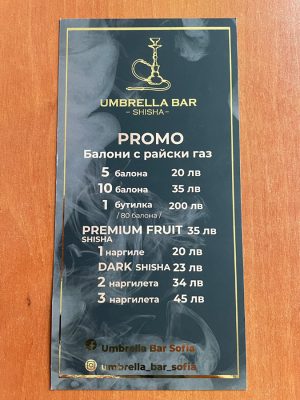 UMBRELLA BAR
~ SHISHA ~
PROMO
Балони с райски газ
5 балона 20 лв
10 балона 35 лв
1 бутилка 200 лв
/ 80 балона /
PREMIUM FRUIT 35 лв
SHISHA
1 наргиле 20 лв
DARK SHISHA 23 лв
2 наргилета 34 лв
3 наргилета 45 лв
Umbrella Bar Sofia
umbrella_bar_sofia